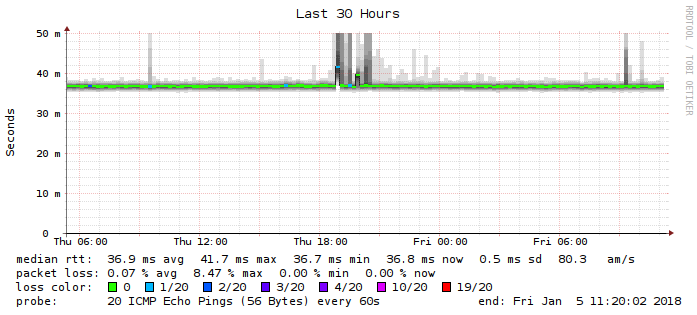 Last 30 Hours
RRDTOOL / TOBI OETIKER
Seconds
50 m
40 m
30 m
20 m
10 m
0
Thu 06:00 Thu 12:00 Thu 18:00 Fri 00:00 Fri 06:00
median rtt: 36.9 ms avg 41.7 ms max 36.7 ms min 36.8 ms now 0.5 ms sd 80.3 am/s
packet loss: 0.07 % avg 8.47 % max 0.00 % min 0.00 % now
loss color: 0 1/20 2/20 3/20 4/20 10/20 19/20
probe: 20 ICMP Echo Pings (56 Bytes) every 60s end: Fri Jan 5 11:20:02 2018